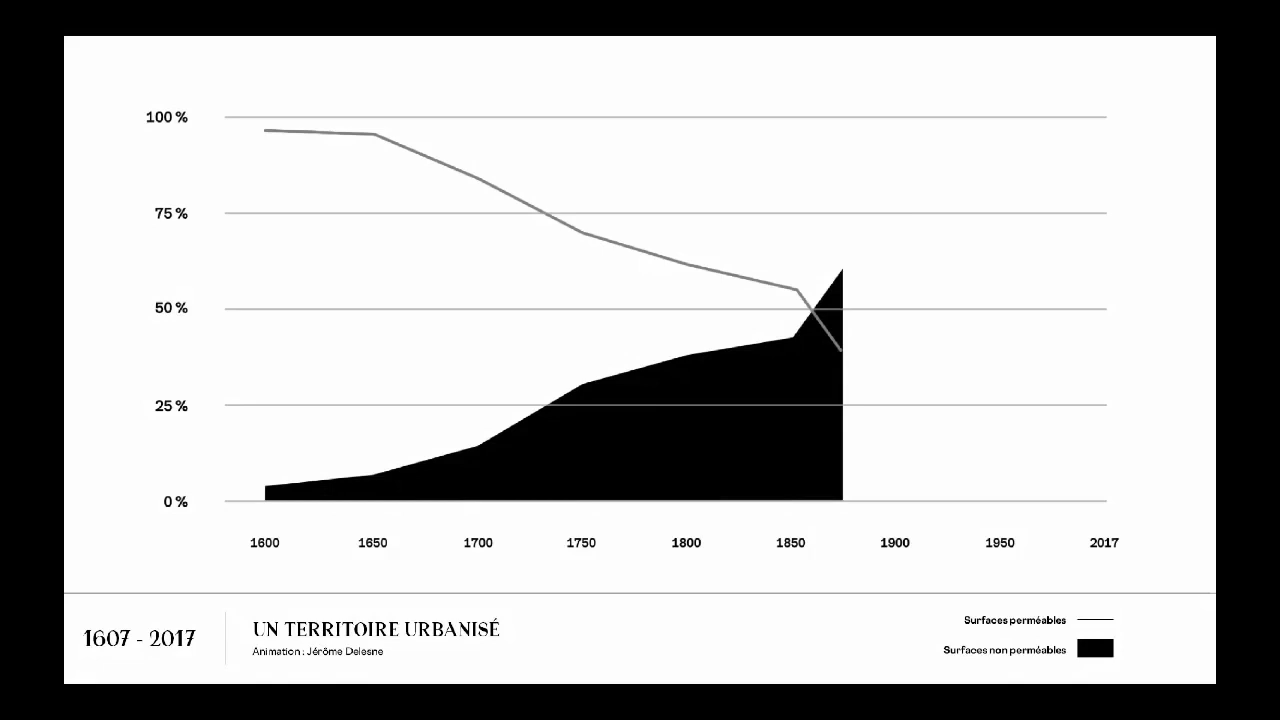 100 %
75 %
50 %
25 %
0 %
1600 1650 1700 1750 1800 1850 1900 1950 2017
1607 - 2017
UN TERRITOIRE URBANISÉ
Animation : Jérôme Delesne
Surfaces perméables
Surfaces non perméables